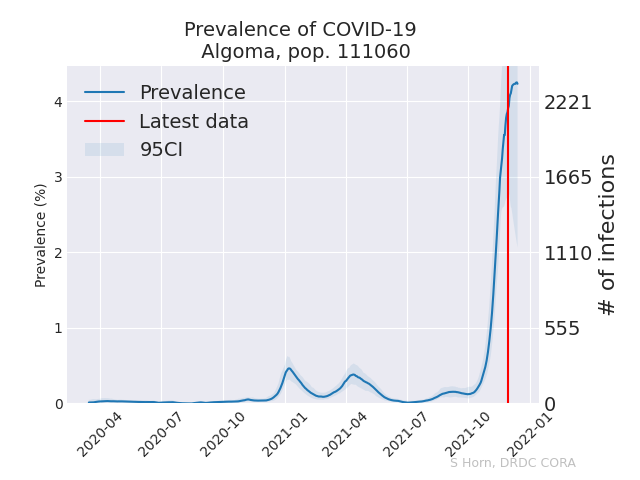 Prevalence of COVID-19
Algoma, pop. 111060
Prevalence
Latest data
95CI
Prevalence (%)
4
3
2
1
0
2221
1665
1110
555
0
# of infections
2020-04
2020-07
2020-10
2021-01
2021-04
2021-07
2021-10
2022-01
S Horn, DRDC CORA